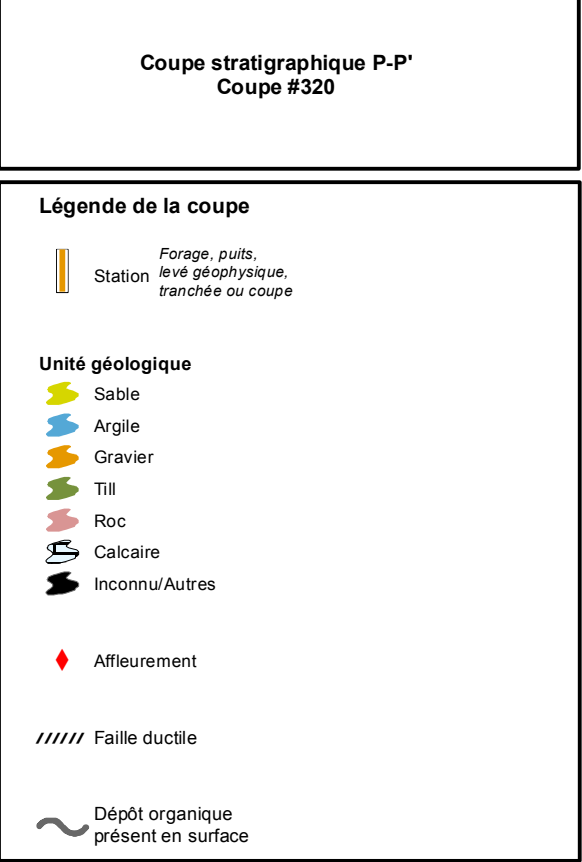 Coupe stratigraphique P-P'
Coupe #320
Légende de la coupe
Station
Forage, puits,
levé géophysique,
tranchée ou coupe
Unité géologique
Sable
Argile
Gravier
Till
Roc
Calcaire
Inconnu/Autres
Affleurement
Faille ductile
Dépôt organique
présent en surface